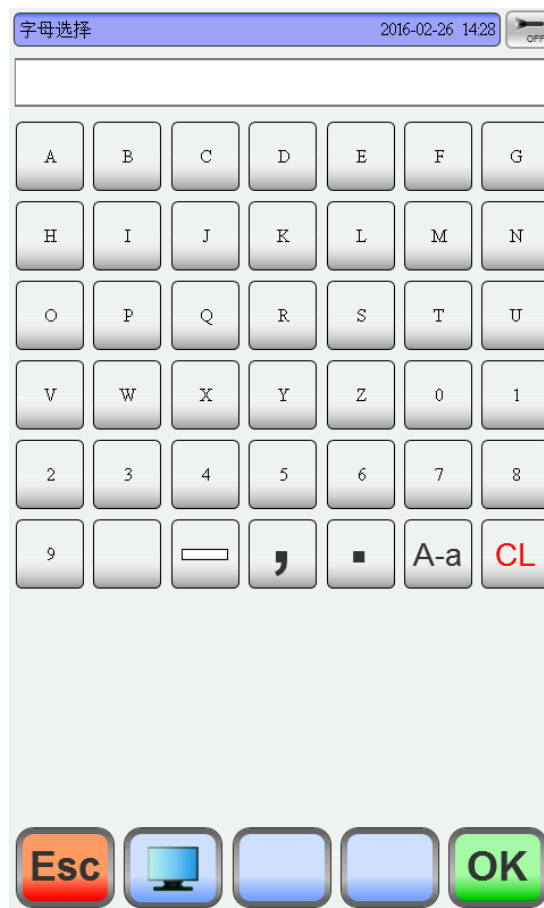 字母选择 2016-02-26 14:28 OFF
A B C D E F G
H I J K L M N
O P Q R S T U
V W X Y Z 0 1
2 3 4 5 6 7 8
9 , . A-a CL
Esc OK